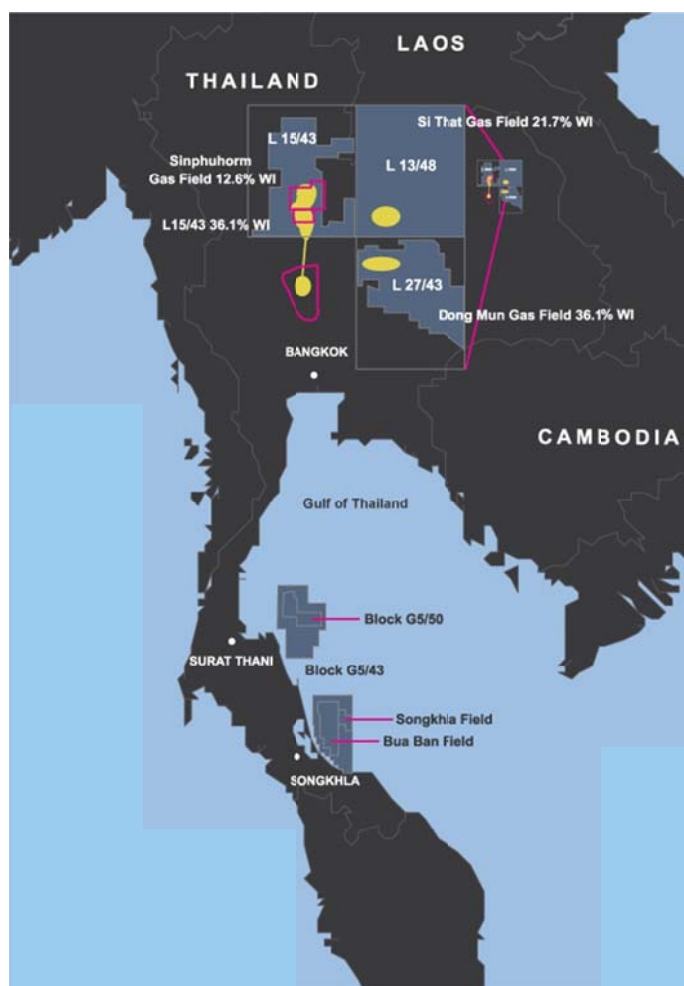 LAOS
THAILAND
Si That Gas Field 21.7% WI
L 15/43
Sinphuhorm
Gas Field 12.6% WI
L 13/48
L15/43 36.1% WI
L 27/43
Dong Mun Gas Field 36.1% WI
BANGKOK
CAMBODIA
Gulf of Thailand
Block G5/50
SURAT THANI
Block G5/43
Songkhla Field
Bua Ban Field
SONGKHLA